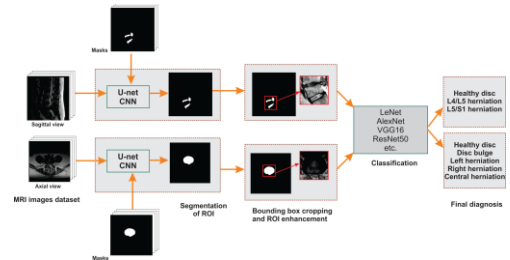 Masks
U-net
CNN
Sagittal view
U-net
CNN
Axial view
MRI images dataset
Masks
Segmentation
of ROI
Bounding box cropping
and ROI enhancement
LeNet
AlexNet
VGG16
ResNet50
etc.
Classification
Healthy disc
L4/L5 herniation
L5/S1 herniation
Healthy disc
Disc bulge
Left herniation
Right herniation
Central herniation
Final diagnosis